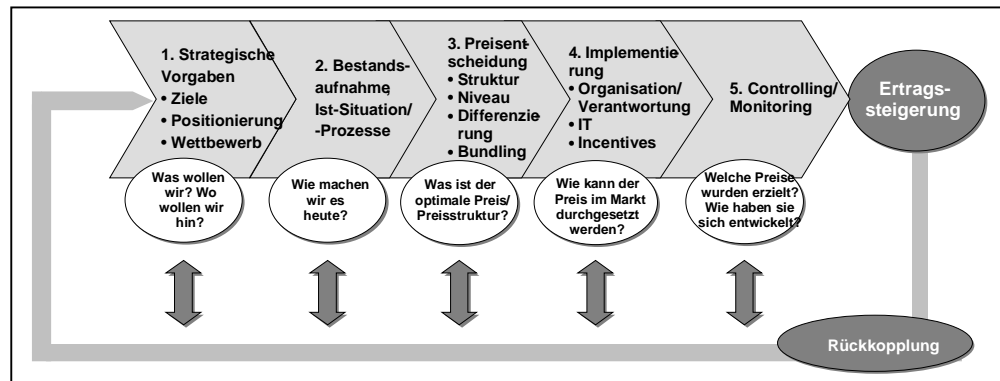 1. Strategische
Vorgaben
• Ziele
• Positionierung
• Wettbewerb
2. Bestands-
aufnahme,
Ist-Situation/
-Prozesse
3. Preisent-
scheidung
• Struktur
• Niveau
• Differenzie-
rung
• Bundling
4. Implementie-
rung
• Organisation/
Verantwortung
• IT
• Incentives
5. Controlling/
Monitoring
Ertrags-
steigerung
Was wollen
wir? Wo
wollen wir
hin?
Wie machen
wir es
heute?
Was ist der
optimale Preis/
Preisstruktur?
Wie kann der
Preis im Markt
durchgesetzt
werden?
Welche Preise
wurden erzielt?
Wie haben sie
sich entwickelt?
Rückkopplung